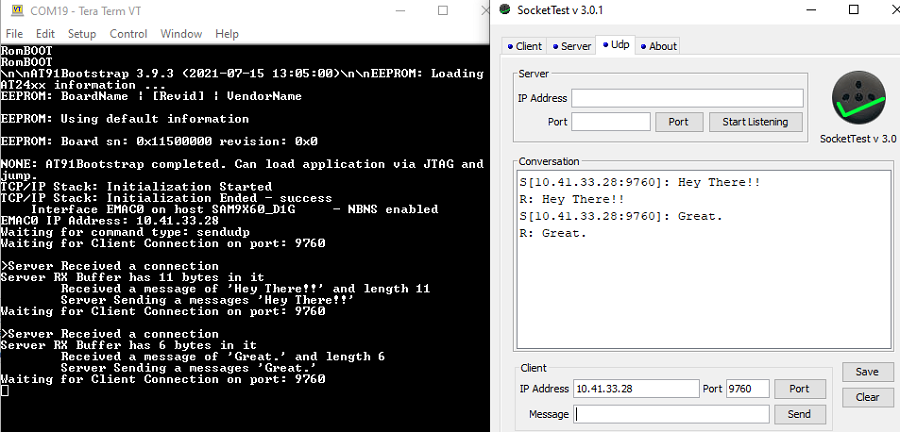 COM19 - Tera Term VT
File Edit Setup Control Window Help
RomBOOT
RomBOOT
\n\nAT91Bootstrap 3.9.3 (2021-07-15 13:05:00)\n\nEEPROM: Loading
AT24xx information ...
EEPROM: BoardName | [Revid] | VendorName
EEPROM: Using default information
EEPROM: Board sn: 0x11500000 revision: 0x0
NONE: AT91Bootstrap completed. Can load application via JTAG and
jump.
TCP/IP Stack: Initialization Started
TCP/IP Stack: Initialization Ended - success
Interface EMAC0 on host SAM9X60_D1G - NBNS enabled
EMAC0 IP Address: 10.41.33.28
Waiting for command type: sendudp
Waiting for Client Connection on port: 9760
>Server Received a connection
Server RX Buffer has 11 bytes in it
Received a message of 'Hey There!!' and length 11
Server Sending a messages 'Hey There!!'
Waiting for Client Connection on port: 9760
>Server Received a connection
Server RX Buffer has 6 bytes in it
Received a message of 'Great.' and length 6
Server Sending a messages 'Great.'
Waiting for Client Connection on port: 9760
SocketTest v 3.0.1
Client Server Udp About
Server
IP Address
Port Port Start Listening
SocketTest v 3.0
Conversation
S[10.41.33.28:9760]: Hey There!!
R: Hey There!!
S[10.41.33.28:9760]: Great.
R: Great.
Client
IP Address 10.41.33.28 Port 9760 Port
Message Send
Save
Clear